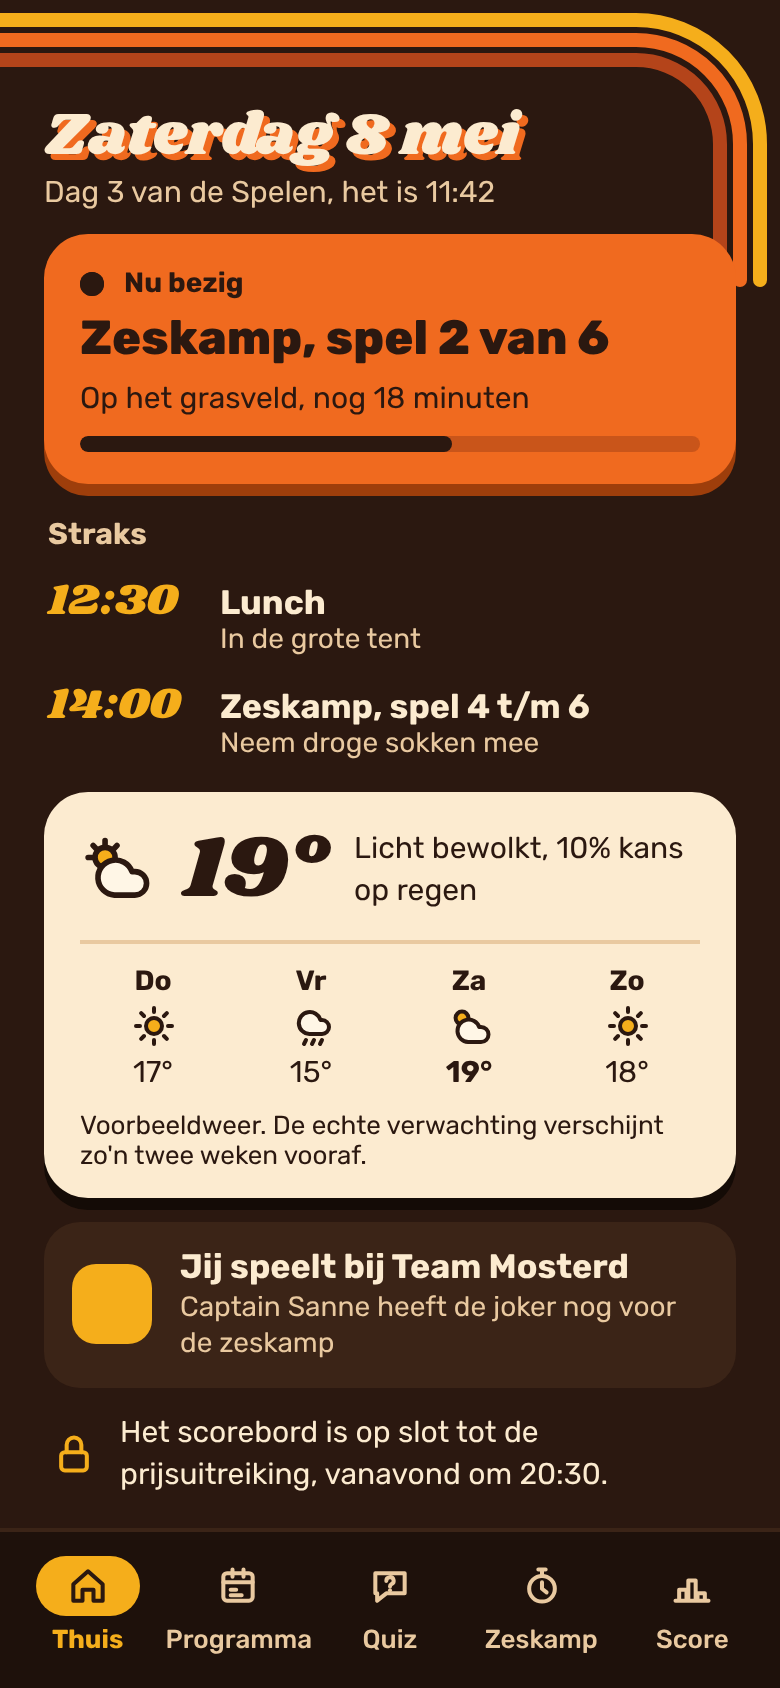 Zaterdag 8 mei
Dag 3 van de Spelen, het is 11:42
Nu bezig
Zeskamp, spel 2 van 6
Op het grasveld, nog 18 minuten
Straks
12:30 Lunch
In de grote tent
14:00 Zeskamp, spel 4 t/m 6
Neem droge sokken mee
19° Licht bewolkt, 10% kans
op regen
Do Vr Za Zo
17° 15° 19° 18°
Voorbeeldweer. De echte verwachting verschijnt
zo'n twee weken vooraf.
Jij speelt bij Team Mosterd
Captain Sanne heeft de joker nog voor
de zeskamp
Het scorebord is op slot tot de
prijsuitreiking, vanavond om 20:30.
Thuis Programma Quiz Zeskamp Score